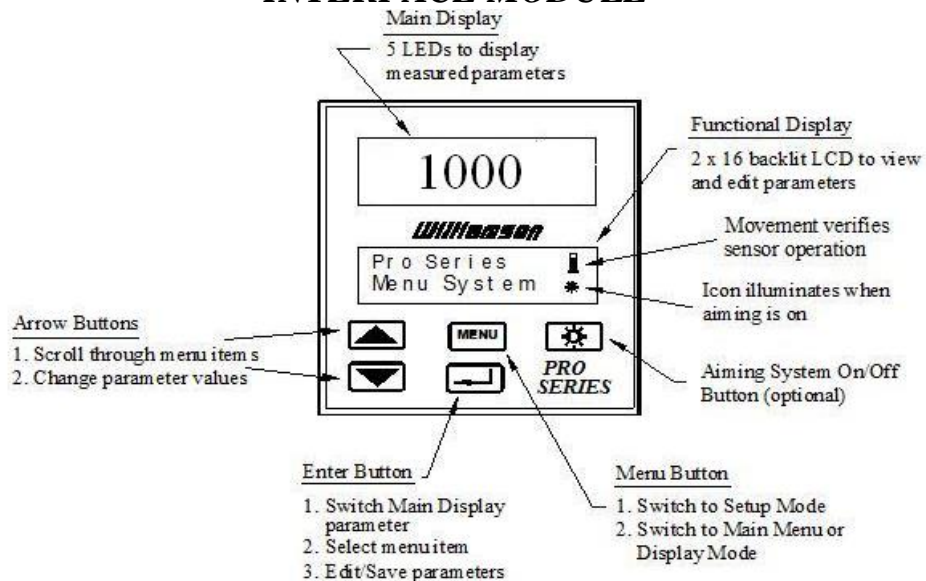 INTERFACE MODULE
Main Display
5 LEDs to display
measured parameters
Functional Display
2 x 16 backlit LCD to view
and edit parameters
1000
Williamson
Movement verifies
sensor operation
Pro Series
Menu System *
Icon illuminates when
aiming is on
Arrow Buttons
1. Scroll through menu items
2. Change parameter values
MENU
PRO
SERIES
Aiming System On/Off
Button (optional)
Enter Button
1. Switch Main Display
parameter
2. Select menu item
3. Edit/Save parameters
Menu Button
1. Switch to Setup Mode
2. Switch to Main Menu or
Display Mode